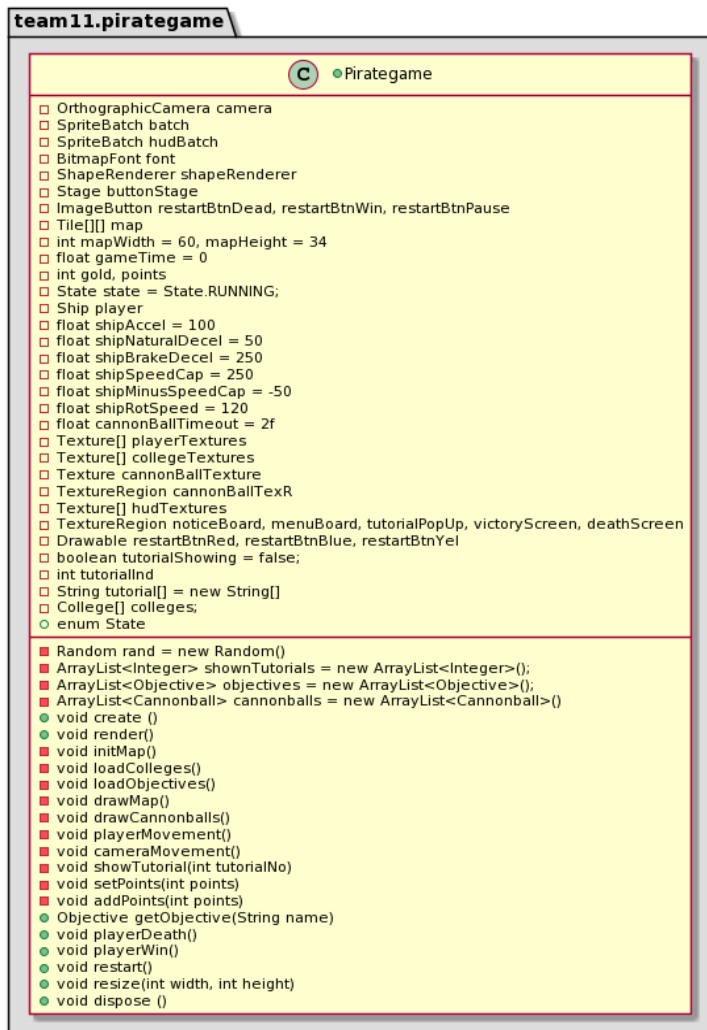 team11.pirategame
C Pirategame
OrthographicCamera camera
SpriteBatch batch
SpriteBatch hudBatch
BitmapFont font
ShapeRenderer shapeRenderer
Stage buttonStage
ImageButton restartBtnDead, restartBtnWin, restartBtnPause
Tile[][] map
int mapWidth = 60, mapHeight = 34
float gameTime = 0
int gold, points
State state = State.RUNNING;
Ship player
float shipAccel = 100
float shipNaturalDecel = 50
float shipBrakeDecel = 250
float shipSpeedCap = 250
float shipMinusSpeedCap = -50
float shipRotSpeed = 120
float cannonBallTimeout = 2f
Texture[] playerTextures
Texture[] collegeTextures
Texture cannonBallTexture
TextureRegion cannonBallTexR
Texture[] hudTextures
TextureRegion noticeBoard, menuBoard, tutorialPopUp, victoryScreen, deathScreen
Drawable restartBtnRed, restartBtnBlue, restartBtnYel
boolean tutorialShowing = false;
int tutorialInd
String tutorial[] = new String[]
College[] colleges;
enum State
Random rand = new Random()
ArrayList<Integer> shownTutorials = new ArrayList<Integer>();
ArrayList<Objective> objectives = new ArrayList<Objective>();
ArrayList<Cannonball> cannonballs = new ArrayList<Cannonball>()
void create ()
void render()
void initMap()
void loadColleges()
void loadObjectives()
void drawMap()
void drawCannonballs()
void playerMovement()
void cameraMovement()
void showTutorial(int tutorialNo)
void setPoints(int points)
void addPoints(int points)
Objective getObjective(String name)
void playerDeath()
void playerWin()
void restart()
void resize(int width, int height)
void dispose ()